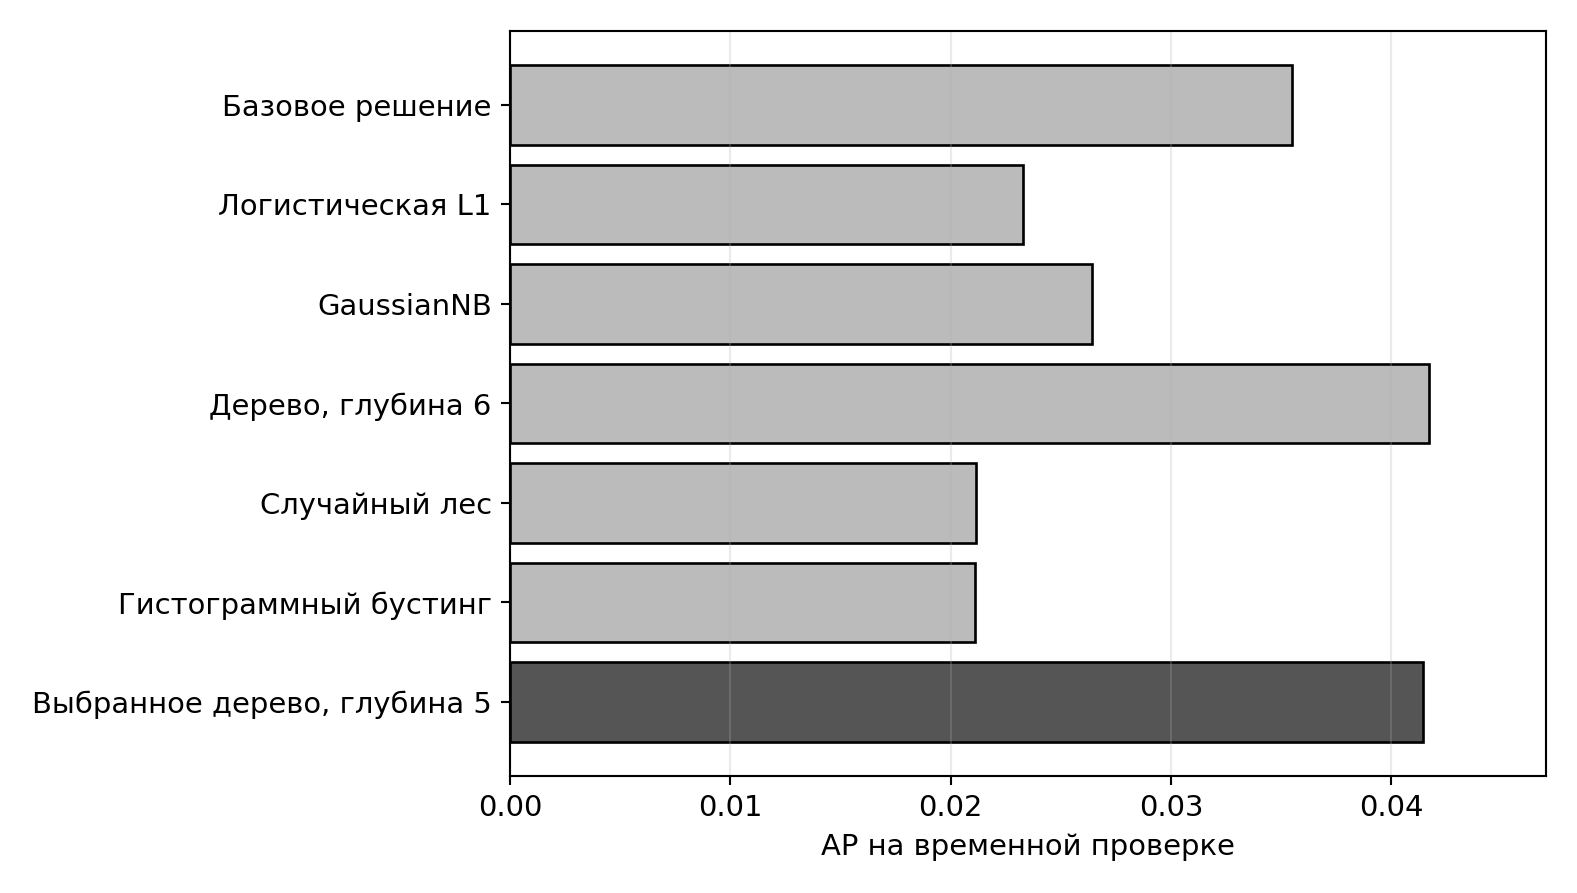 Базовое решение
Логистическая L1
GaussianNB
Дерево, глубина 6
Случайный лес
Гистограммный бустинг
Выбранное дерево, глубина 5
0.00 0.01 0.02 0.03 0.04
AP на временной проверке